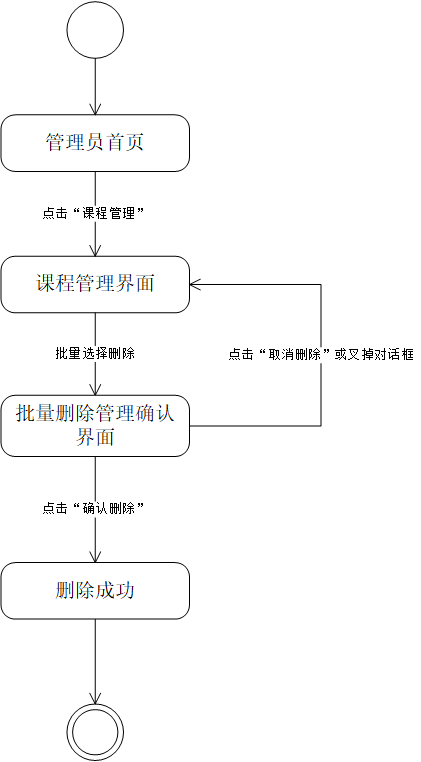 管理员首页
点击“课程管理”
课程管理界面
批量选择删除
点击“取消删除”或叉掉对话框
批量删除管理确认
界面
点击“确认删除”
删除成功